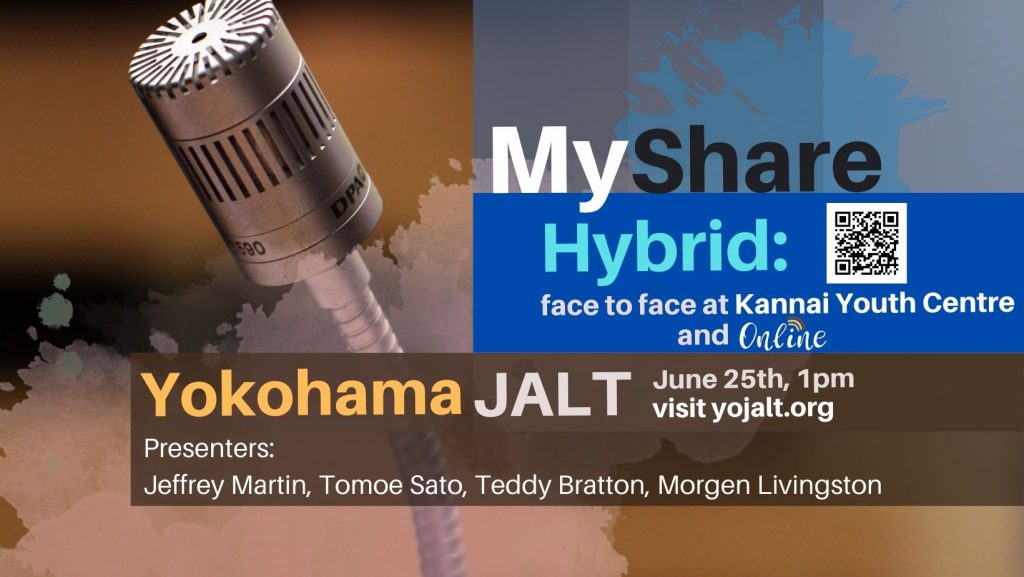 DPAC
590
MyShare
Hybrid:
face to face at Kannai Youth Centre
and Online
Yokohama JALT
June 25th, 1pm
visit yojalt.org
Presenters:
Jeffrey Martin, Tomoe Sato, Teddy Bratton, Morgen Livingston